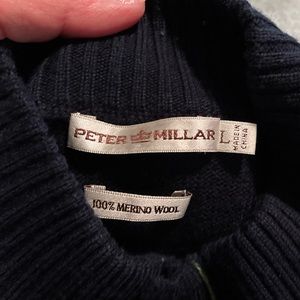 PETER MILLAR
L
MADE IN
CHINA
100% MERINO WOOL